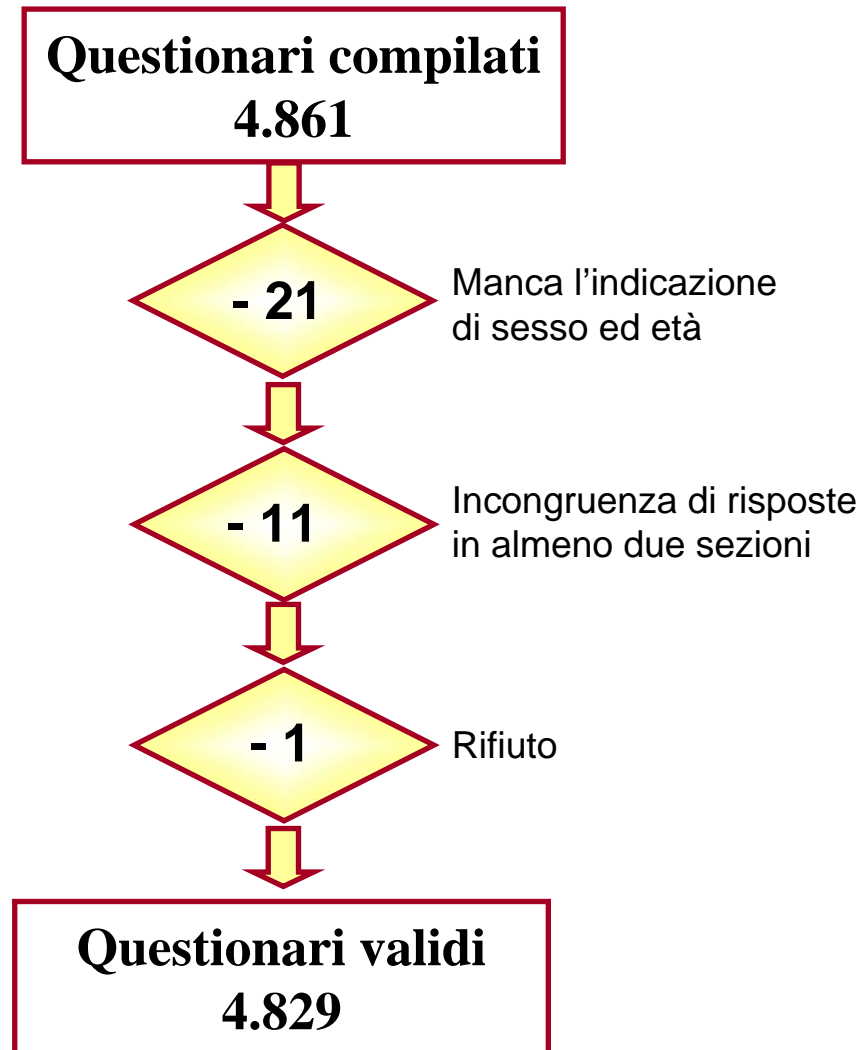 Questionari compilati
4.861
- 21
Manca l’indicazione
di sesso ed età
- 11
Incongruenza di risposte
in almeno due sezioni
- 1
Rifiuto
Questionari validi
4.829